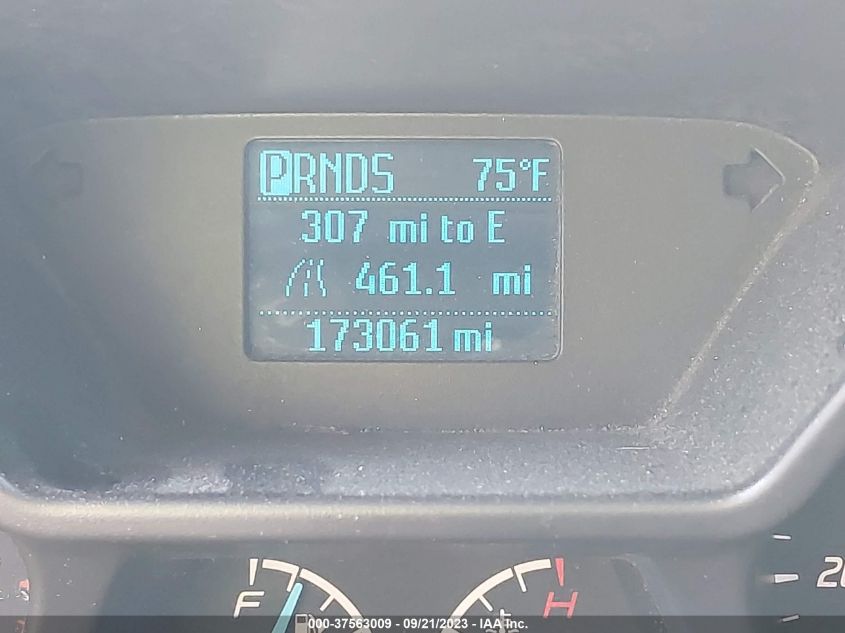 PRNDS 75°F
307 mi to E
461.1 mi
173061 mi
F H
000-37563009 - 09/21/2023 - IAA Inc.